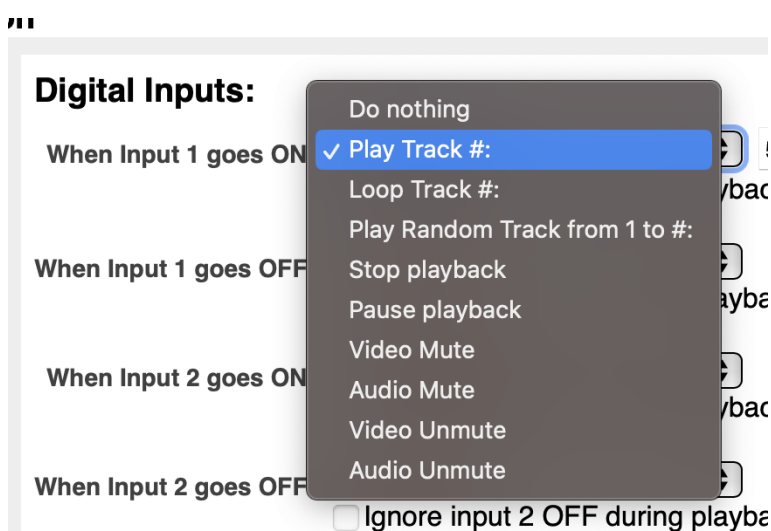 Digital Inputs:
When Input 1 goes ON
When Input 1 goes OFF
When Input 2 goes ON
When Input 2 goes OFF
Do nothing
✓ Play Track #:
Loop Track #:
Play Random Track from 1 to #:
Stop playback
Pause playback
Video Mute
Audio Mute
Video Unmute
Audio Unmute
Ignore input 2 OFF during playba